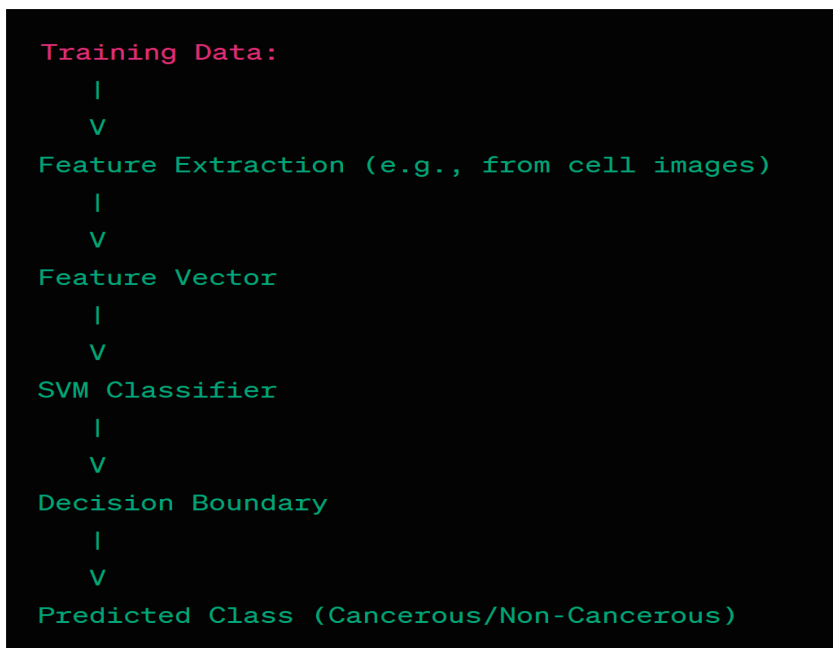 Training Data:
|
V
Feature Extraction (e.g., from cell images)
|
V
Feature Vector
|
V
SVM Classifier
|
V
Decision Boundary
|
V
Predicted Class (Cancerous/Non-Cancerous)